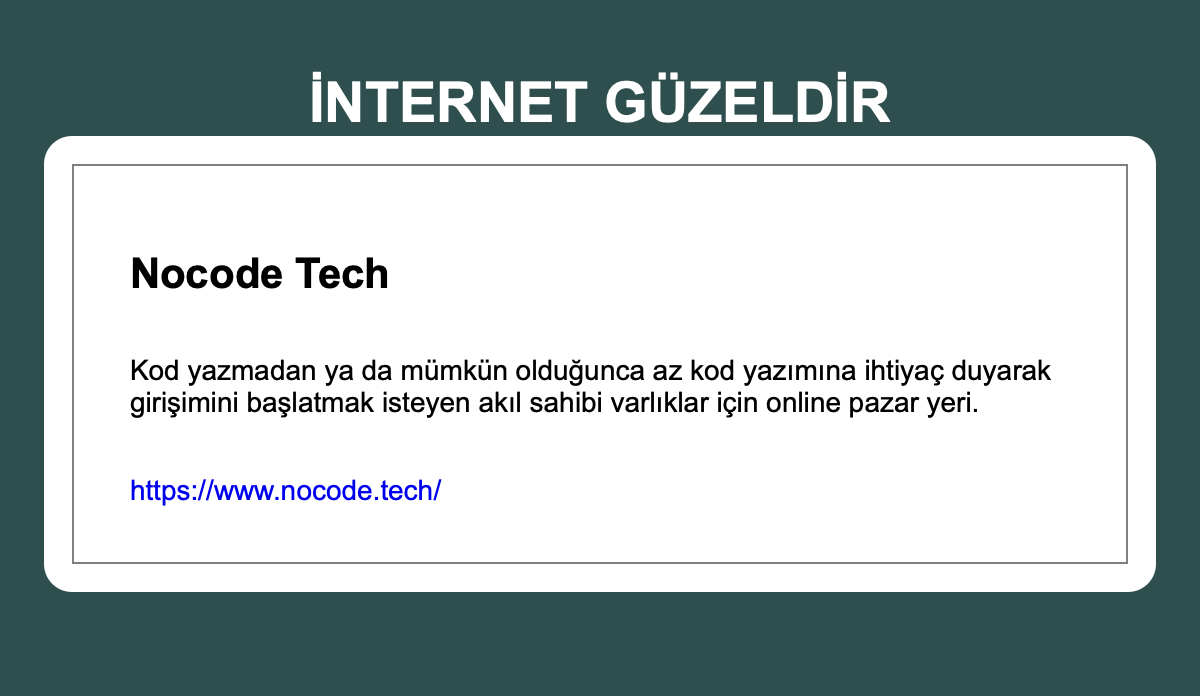 İNTERNET GÜZELDİR
Nocode Tech
Kod yazmadan ya da mümkün olduğunca az kod yazımına ihtiyaç duyarak
girişimini başlatmak isteyen akıl sahibi varlıklar için online pazar yeri.
https://www.nocode.tech/